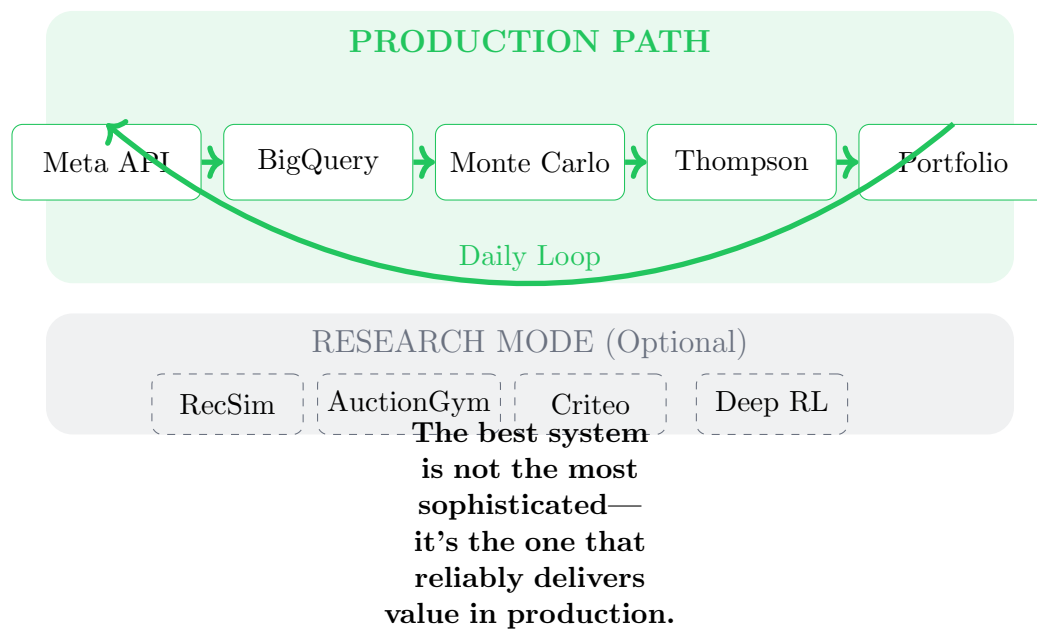 PRODUCTION PATH
Meta API
BigQuery
Monte Carlo
Thompson
Portfolio
Daily Loop
RESEARCH MODE (Optional)
RecSim
AuctionGym
Criteo
Deep RL
The best system
is not the most
sophisticated—
it's the one that
reliably delivers
value in production.